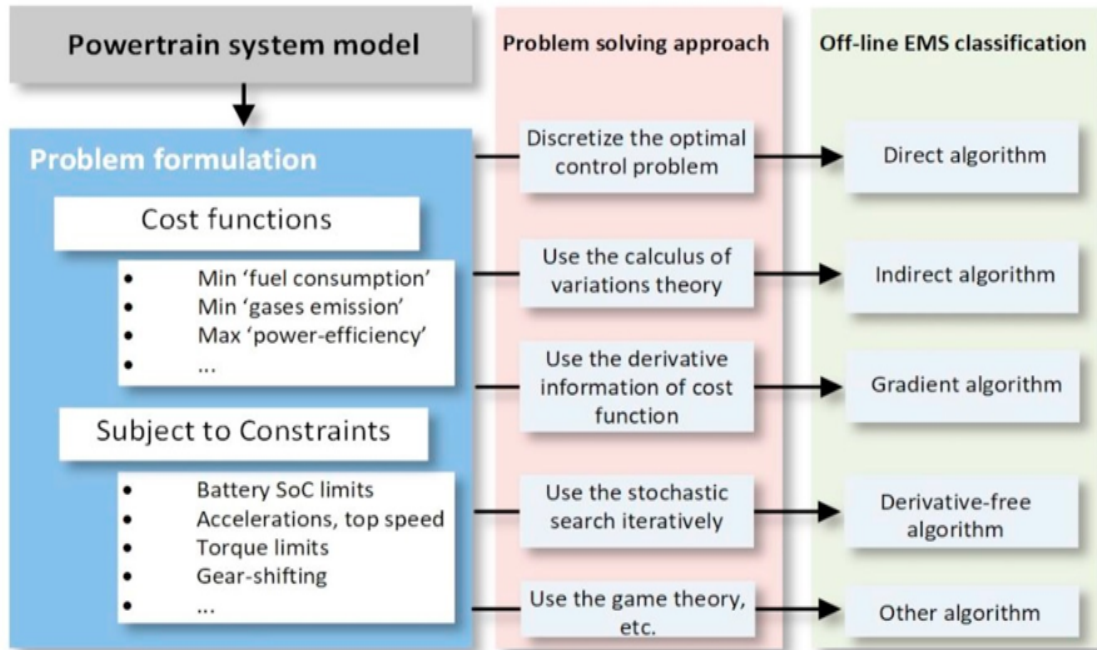 Powertrain system model
Problem formulation
Cost functions
• Min ‘fuel consumption’
• Min ‘gases emission’
• Max ‘power-efficiency’
• ...
Subject to Constraints
• Battery SoC limits
• Accelerations, top speed
• Torque limits
• Gear-shifting
• ...
Problem solving approach
Discretize the optimal
control problem
Use the calculus of
variations theory
Use the derivative
information of cost
function
Use the stochastic
search iteratively
Use the game theory,
etc.
Off-line EMS classification
Direct algorithm
Indirect algorithm
Gradient algorithm
Derivative-free
algorithm
Other algorithm